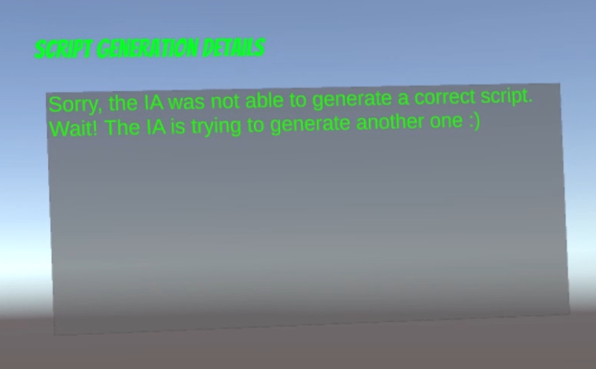 SCRIPT GENERATION DETAILS
Sorry, the IA was not able to generate a correct script.
Wait! The IA is trying to generate another one :)